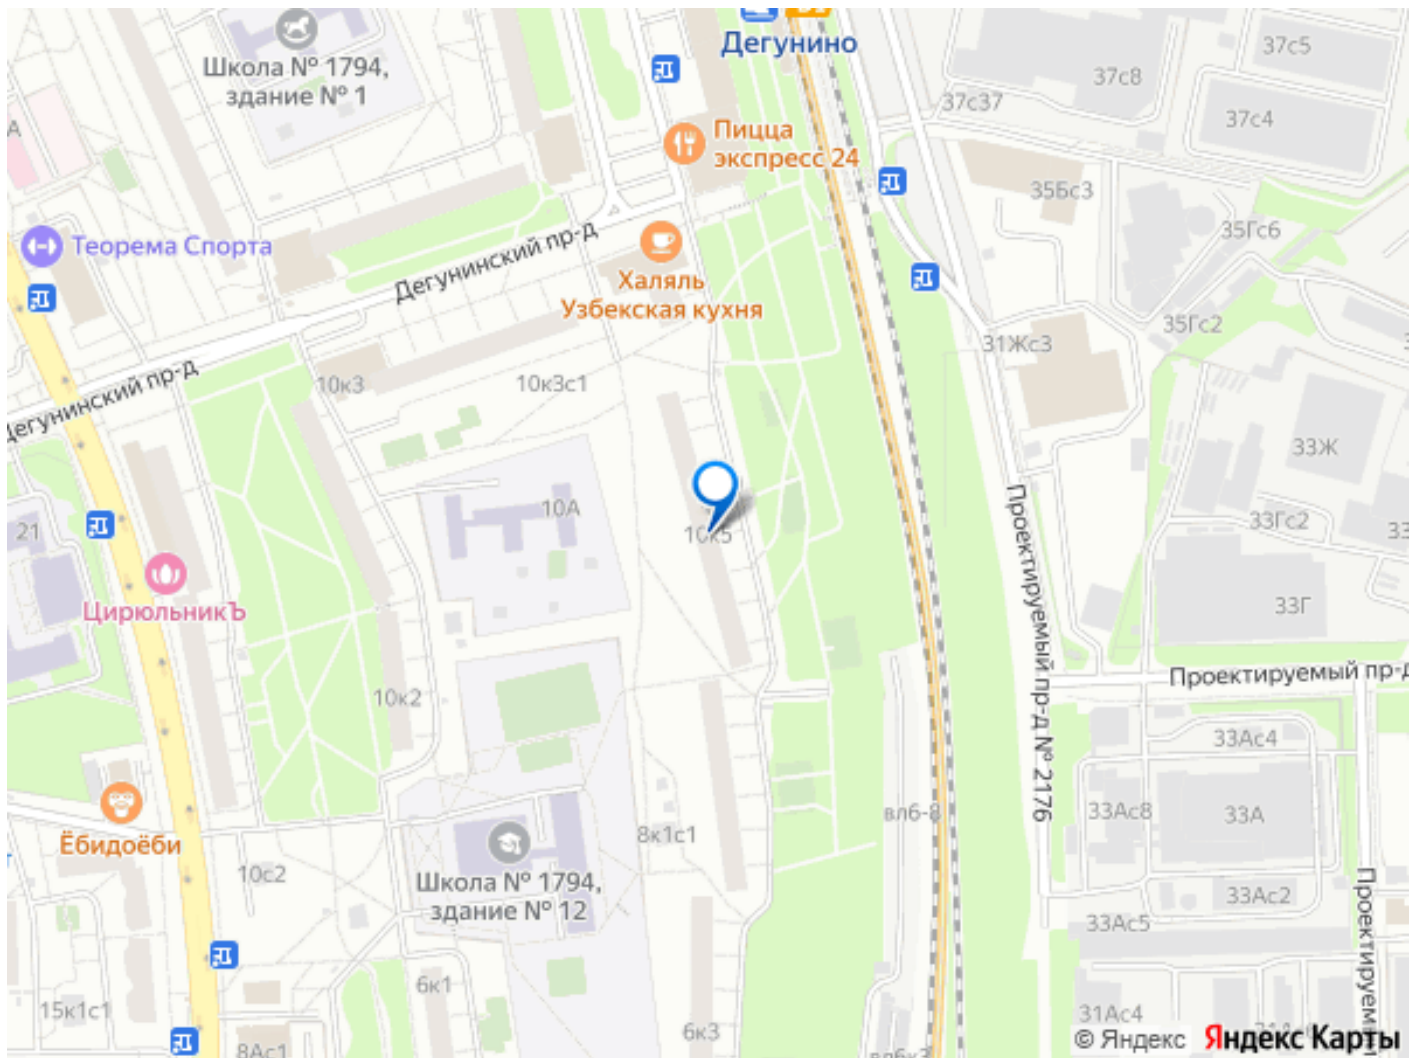 Дегунино
Школа № 1794,
здание № 1
37с5
37с8
37с37
37с4
Пицца
экспресс 24
35Бс3
35Гс6
Теорема Спорта
Дегунинский пр-д
Халяль
Узбекская кухня
35Гс2
31Жс3
Дегунинский пр-д
10к3
10к3с1
33Ж
10А
21
10к5
33Гс2
Проектируемый пр-д № 2176
ЦирюльникЪ
33Г
10к2
Проектируемый пр-д
33Ас4
вл6-8
33Ас8
33А
Ёбидоёби
8к1с1
10с2
Школа № 1794,
здание № 12
33Ас2
33Ас5
Проектируемый
6к1
15к1с1
6к3
31Ас4
8Ас1
вл6к3
© Яндекс
Яндекс Карты